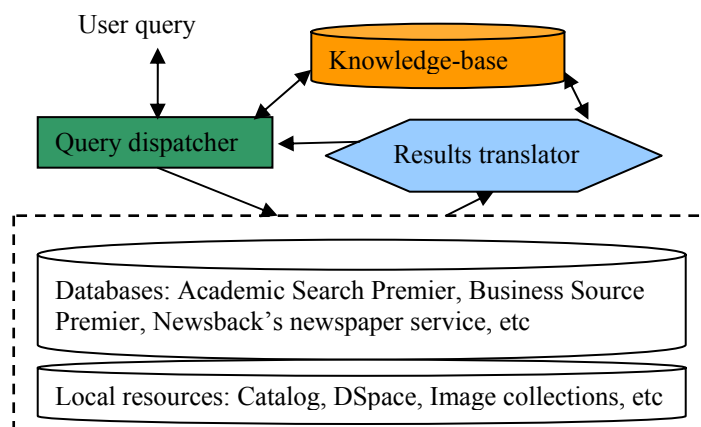 User query
Knowledge-base
Query dispatcher
Results translator
Databases: Academic Search Premier, Business Source
Premier, Newsback’s newspaper service, etc
Local resources: Catalog, DSpace, Image collections, etc